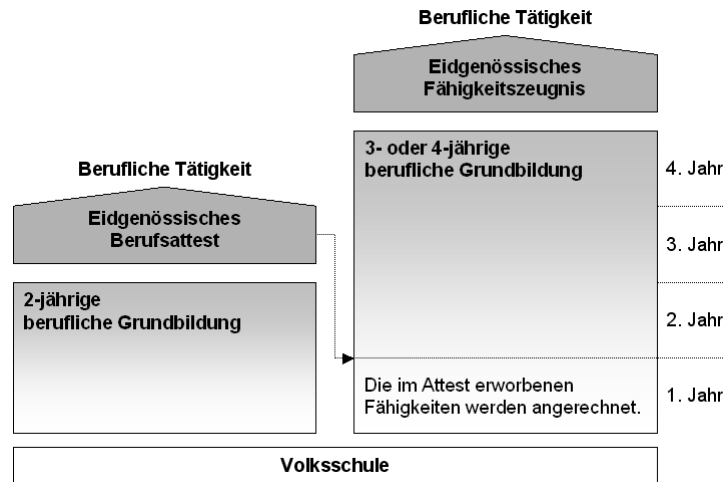 Berufliche Tätigkeit
Eidgenössisches
Fähigkeitszeugnis
3- oder 4-jährige
berufliche Grundbildung
4. Jahr
3. Jahr
2. Jahr
1. Jahr
Die im Attest erworbenen
Fähigkeiten werden angerechnet.
Berufliche Tätigkeit
Eidgenössisches
Berufsattest
2-jährige
berufliche Grundbildung
Volksschule